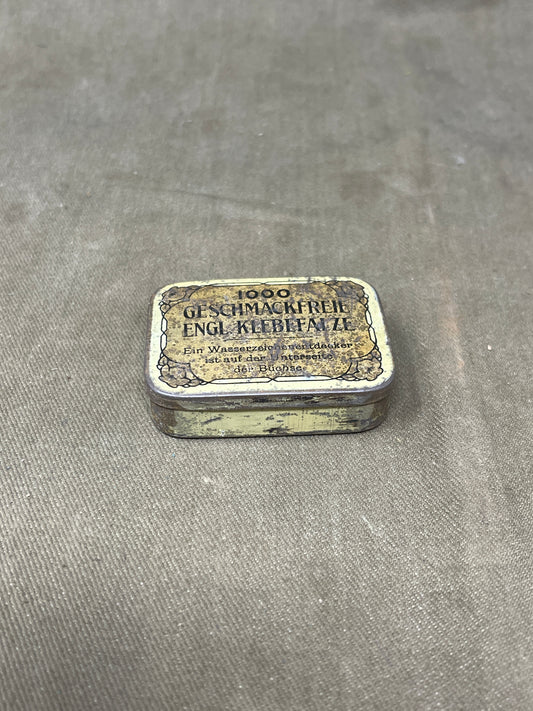 1000
GESCHMACKFREIE
ENGL. KLEBEFALZE
Ein Wasserzeichenentdecker
ist auf der Unterseite
der Büchse.